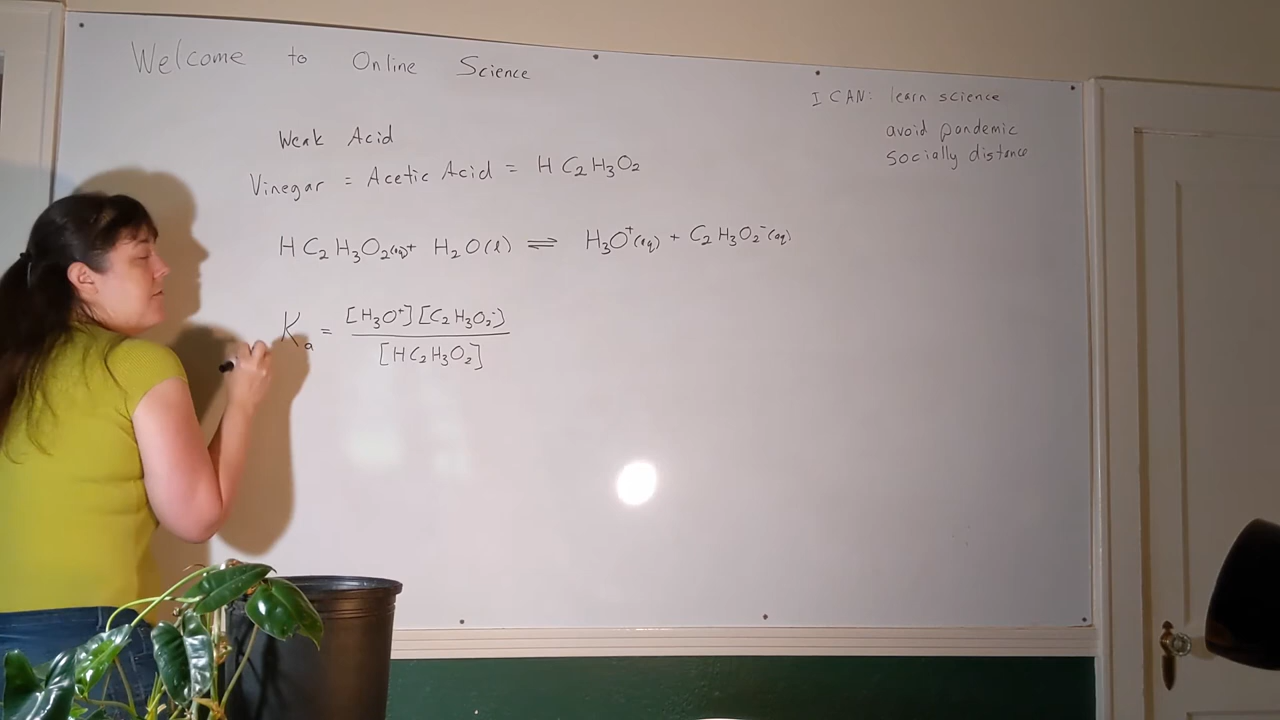 Welcome to Online Science
I CAN: learn science
avoid pandemic
socially distance
Weak Acid
Vinegar = Acetic Acid = HC₂H₃O₂
HC₂H₃O₂(aq) + H₂O(l) ⇌ H₃O⁺(aq) + C₂H₃O₂⁻(aq)
Kₐ = [H₃O⁺][C₂H₃O₂⁻]
[HC₂H₃O₂]